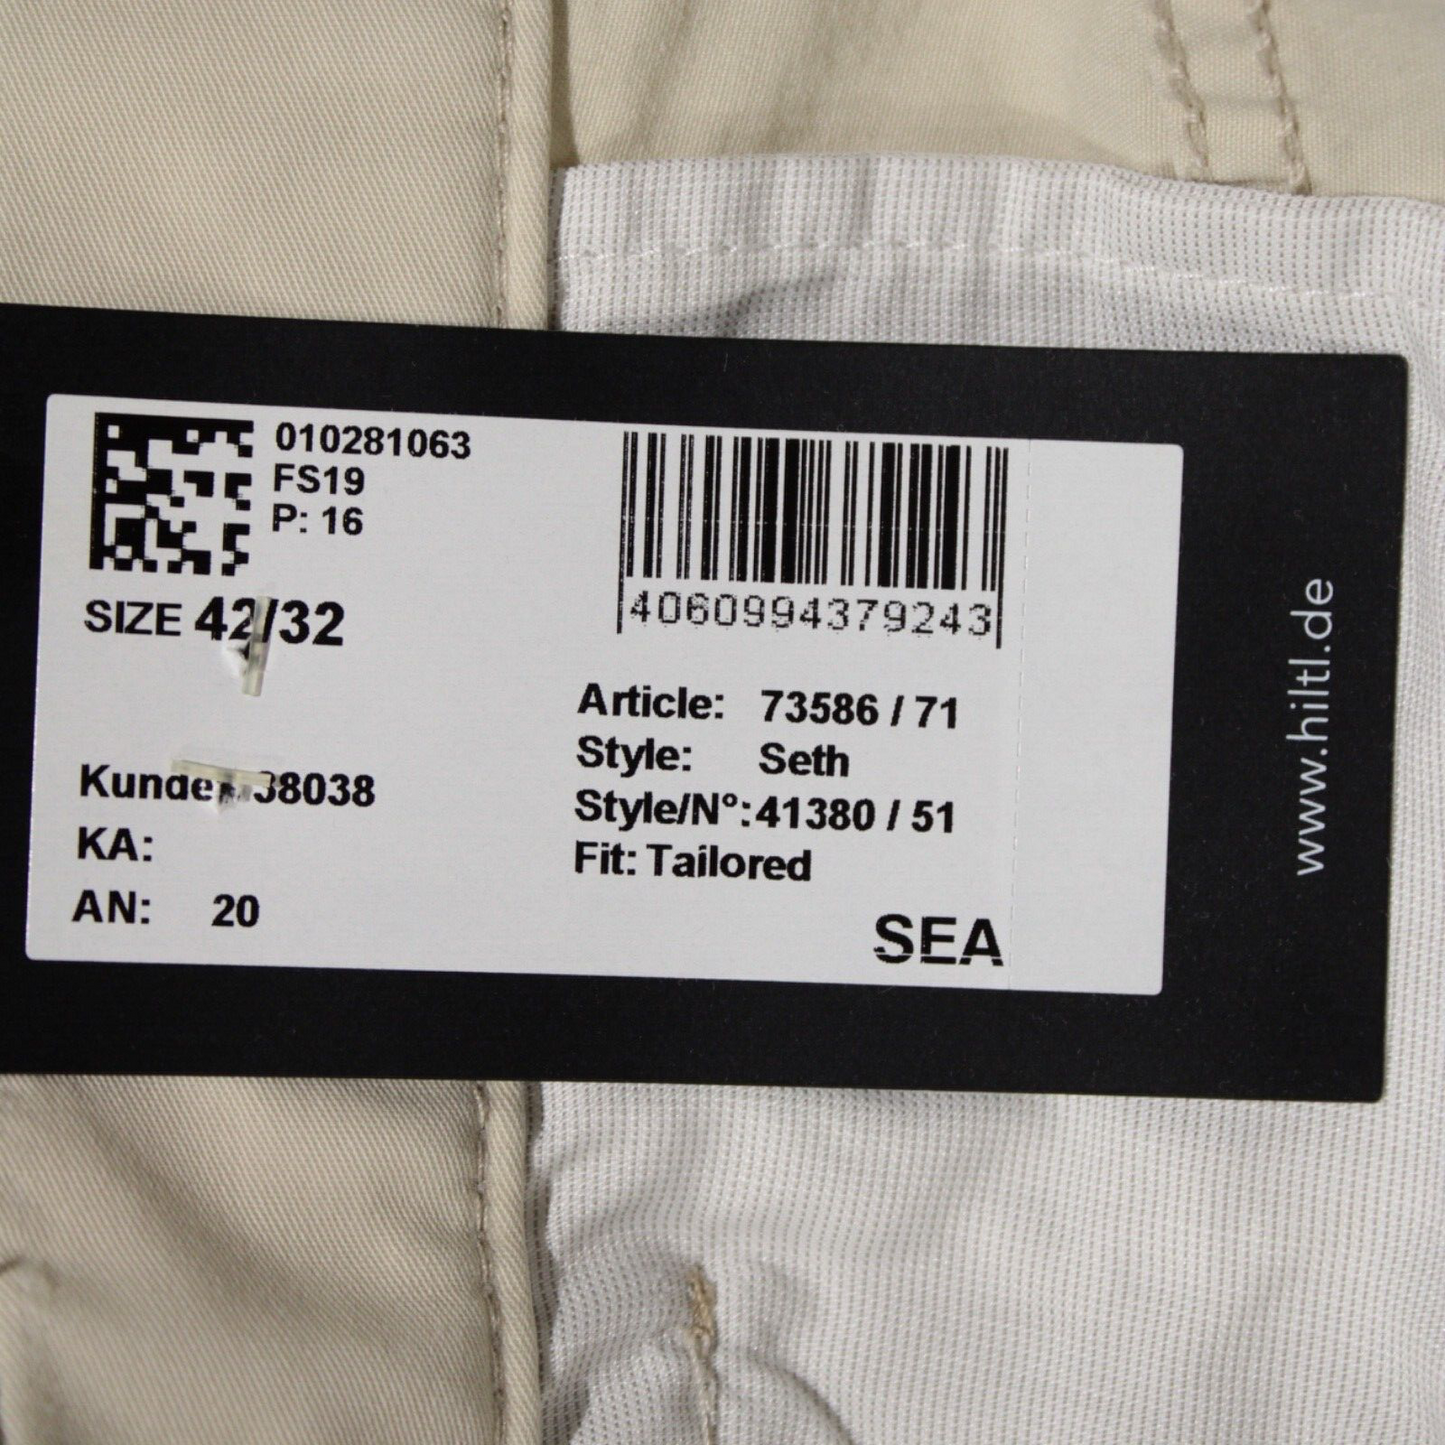 010281063
FS19
P: 16
SIZE 42/32
4060994379243
Article: 73586 / 71
Style: Seth
Style/N°: 41380 / 51
Fit: Tailored
38038
KA:
AN: 20
SEA
www.hiltl.de